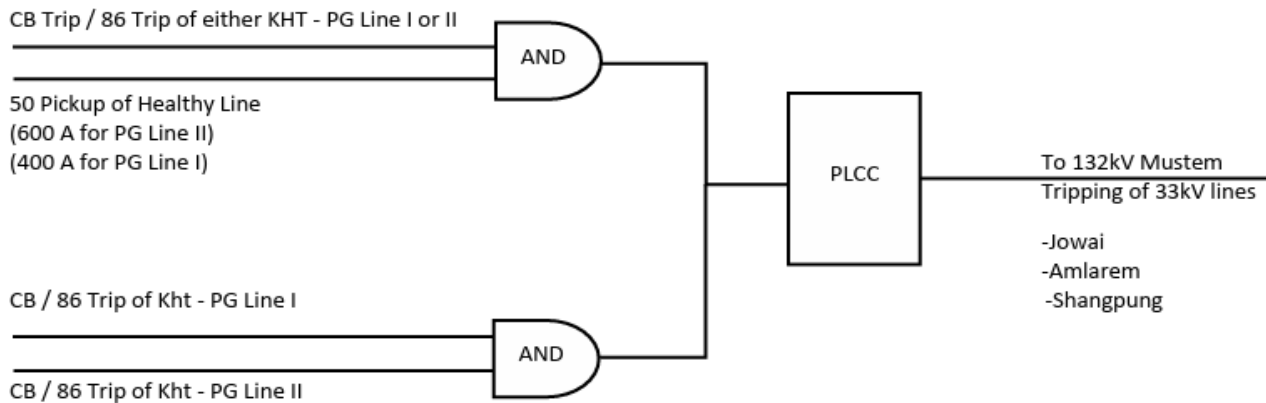 CB Trip / 86 Trip of either KHT - PG Line I or II
AND
50 Pickup of Healthy Line
(600 A for PG Line II)
(400 A for PG Line I)
PLCC
To 132kV Mustem
Tripping of 33kV lines
-Jowai
-Amlarem
-Shangpung
CB / 86 Trip of Kht - PG Line I
AND
CB / 86 Trip of Kht - PG Line II